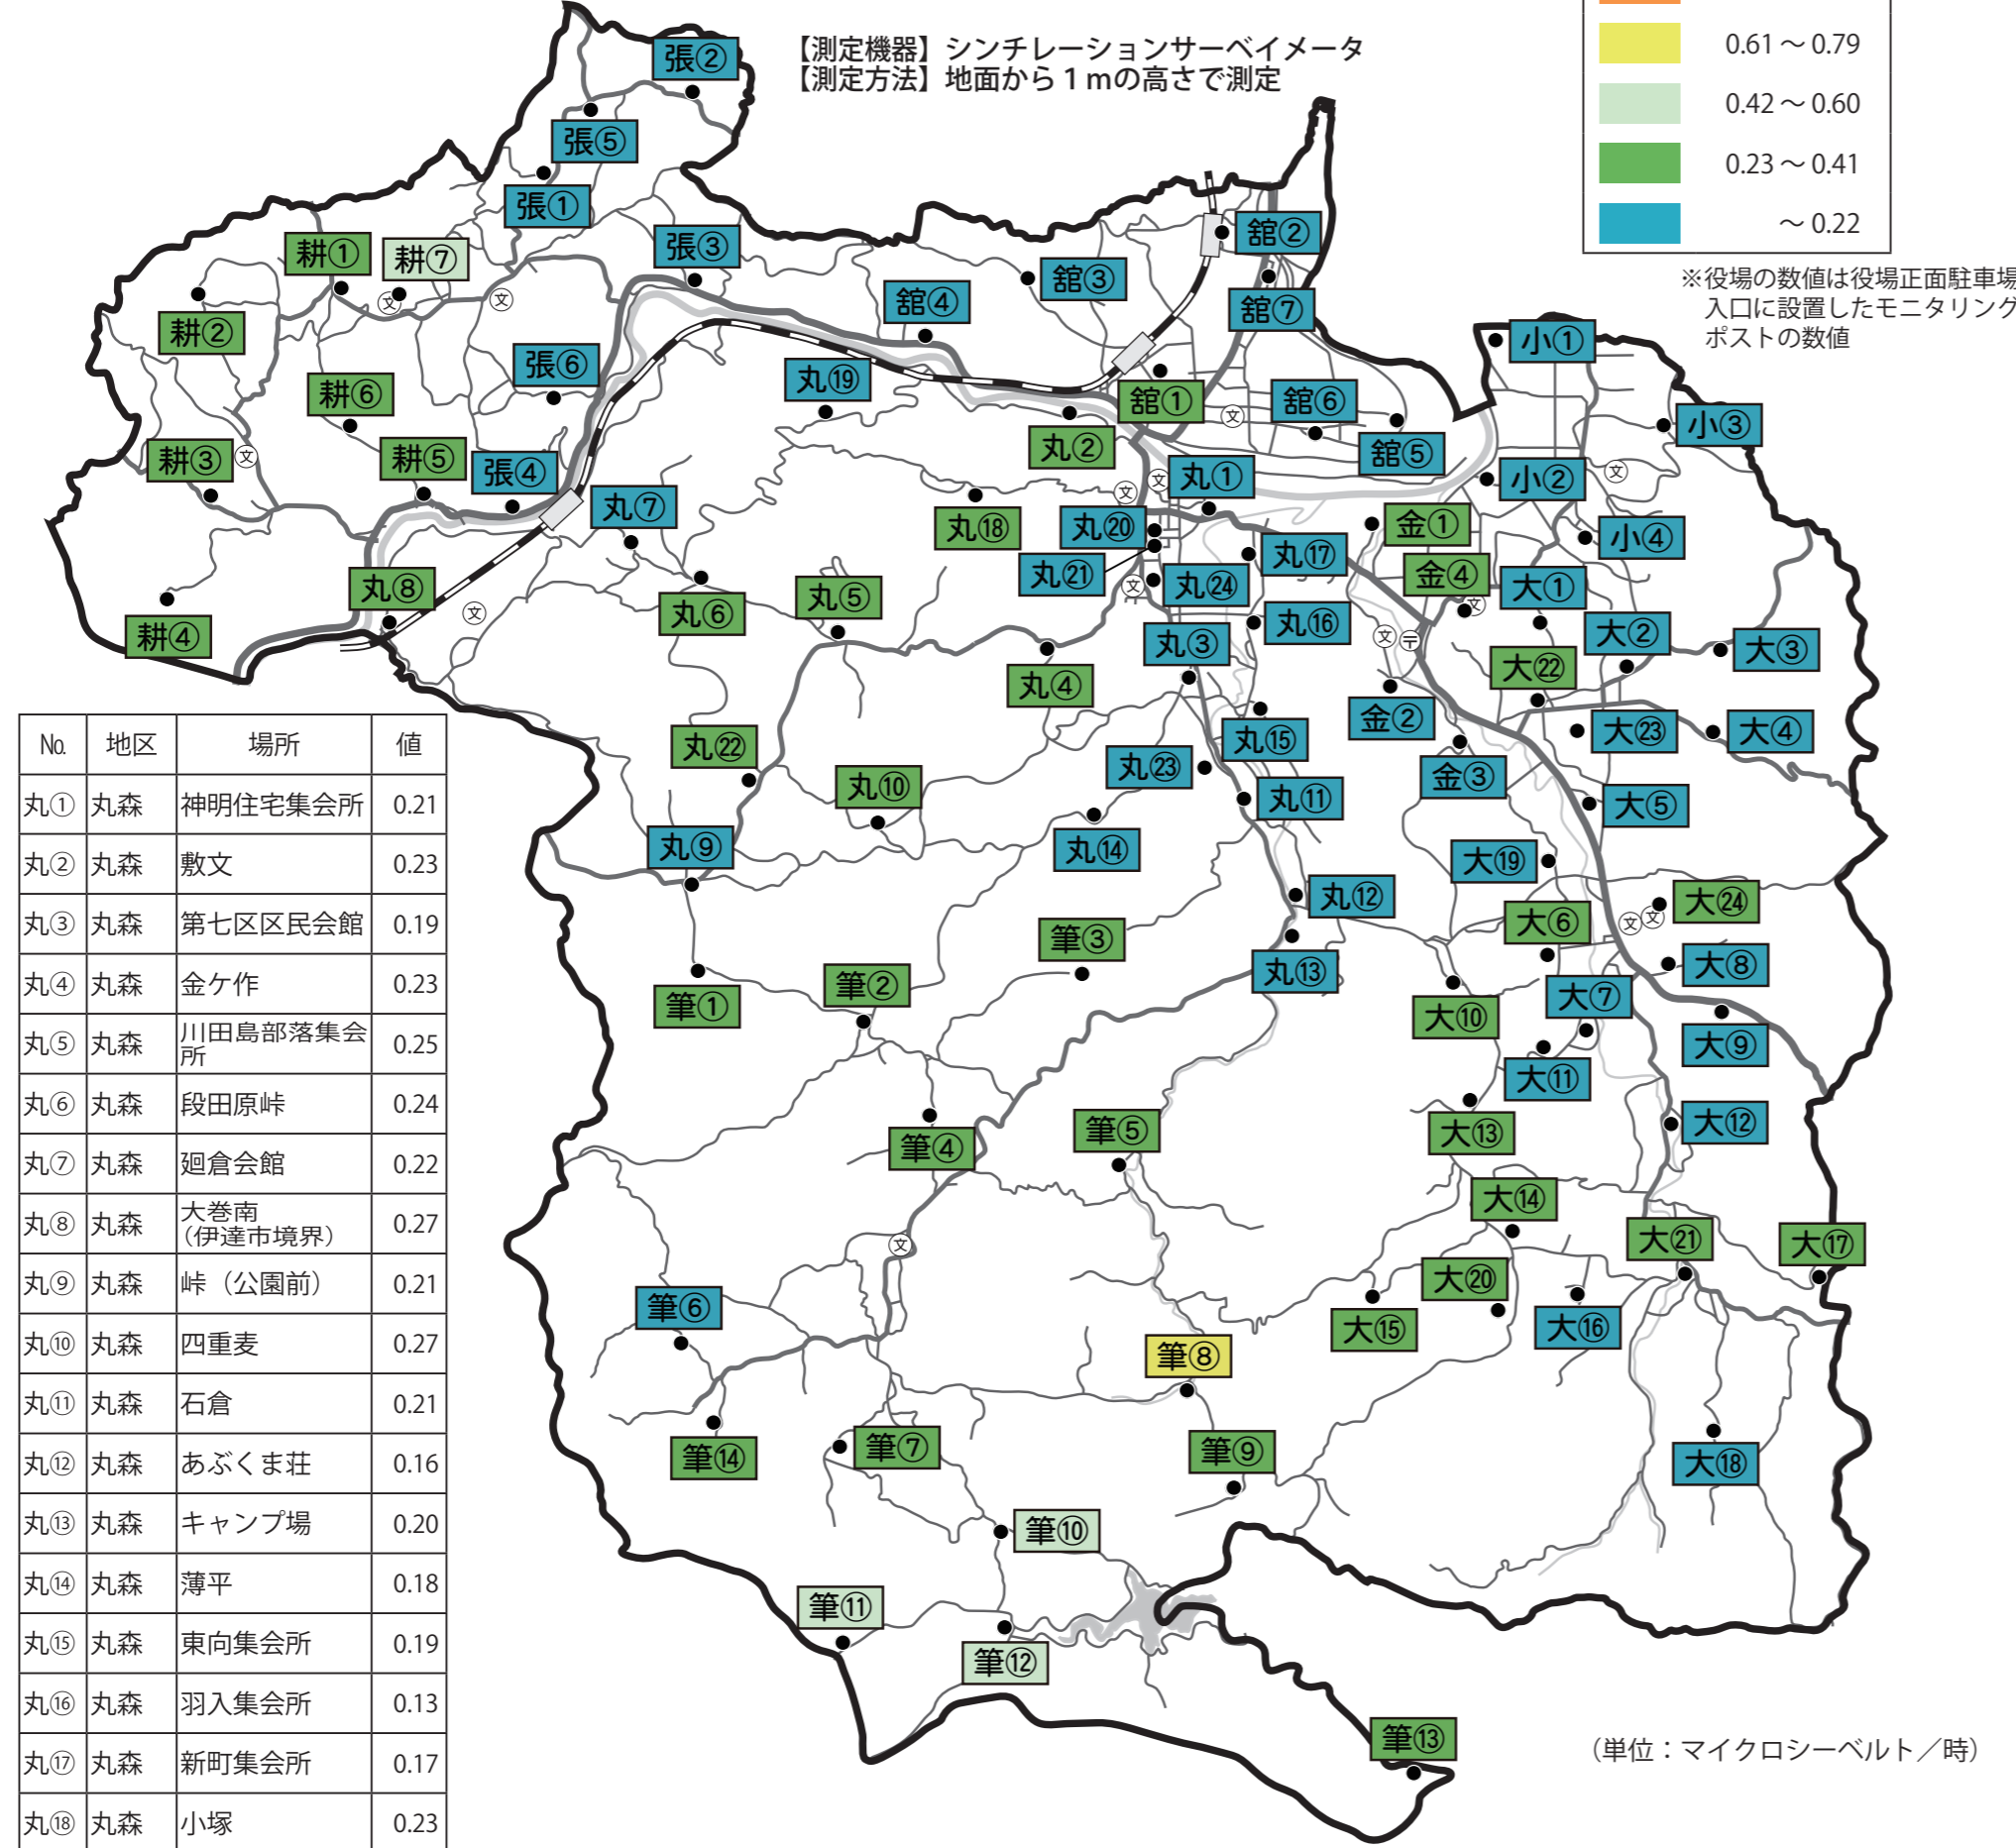 【測定機器】シンチレーションサーベイメータ
【測定方法】地面から１ｍの高さで測定
0.61 ～ 0.79
0.42 ～ 0.60
0.23 ～ 0.41
～ 0.22
※役場の数値は役場正面駐車場
入口に設置したモニタリング
ポストの数値
張②
張⑤
張①
張③
耕①
耕⑦
耕②
舘②
舘③
舘④
舘⑦
小①
張⑥
丸⑲
耕⑥
舘①
舘⑥
小③
耕③
耕⑤
張④
丸②
舘⑤
丸①
小②
丸⑦
丸⑱
丸⑳
金①
小④
丸⑰
丸㉑
丸㉔
金④
大①
丸⑧
丸⑥
丸⑤
丸⑯
大②
耕④
丸③
大③
丸④
大㉒
金②
丸㉒
丸⑮
大㉓
大④
丸㉓
金③
丸⑩
丸⑪
大⑤
丸⑨
丸⑭
大⑲
丸⑫
大㉔
大⑥
筆③
丸⑬
大⑧
筆②
大⑦
筆①
大⑩
大⑨
大⑪
筆⑤
大⑫
筆④
大⑬
大⑭
大㉑
大⑰
大⑳
筆⑥
大⑮
大⑯
筆⑧
筆⑦
筆⑨
筆⑭
大⑱
筆⑩
筆⑪
筆⑫
筆⑬
文
文
文
文
文
文
文
文
文
文
文
〒
文
文
文
(単位：マイクロシーベルト／時)
№ 地区 場所 値
丸① 丸森 神明住宅集会所 0.21
丸② 丸森 敷文 0.23
丸③ 丸森 第七区区民会館 0.19
丸④ 丸森 金ケ作 0.23
丸⑤ 丸森 川田島部落集会
所 0.25
丸⑥ 丸森 段田原峠 0.24
丸⑦ 丸森 廻倉会館 0.22
丸⑧ 丸森 大巻南
（伊達市境界） 0.27
丸⑨ 丸森 峠（公園前） 0.21
丸⑩ 丸森 四重麦 0.27
丸⑪ 丸森 石倉 0.21
丸⑫ 丸森 あぶくま荘 0.16
丸⑬ 丸森 キャンプ場 0.20
丸⑭ 丸森 薄平 0.18
丸⑮ 丸森 東向集会所 0.19
丸⑯ 丸森 羽入集会所 0.13
丸⑰ 丸森 新町集会所 0.17
丸⑱ 丸森 小塚 0.23